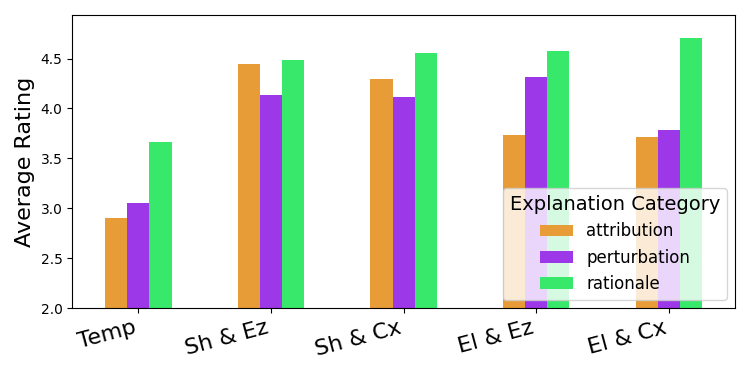 Average Rating
4.5
4.0
3.5
3.0
2.5
2.0
Explanation Category
attribution
perturbation
rationale
Temp
Sh & Ez
Sh & Cx
El & Ez
El & Cx